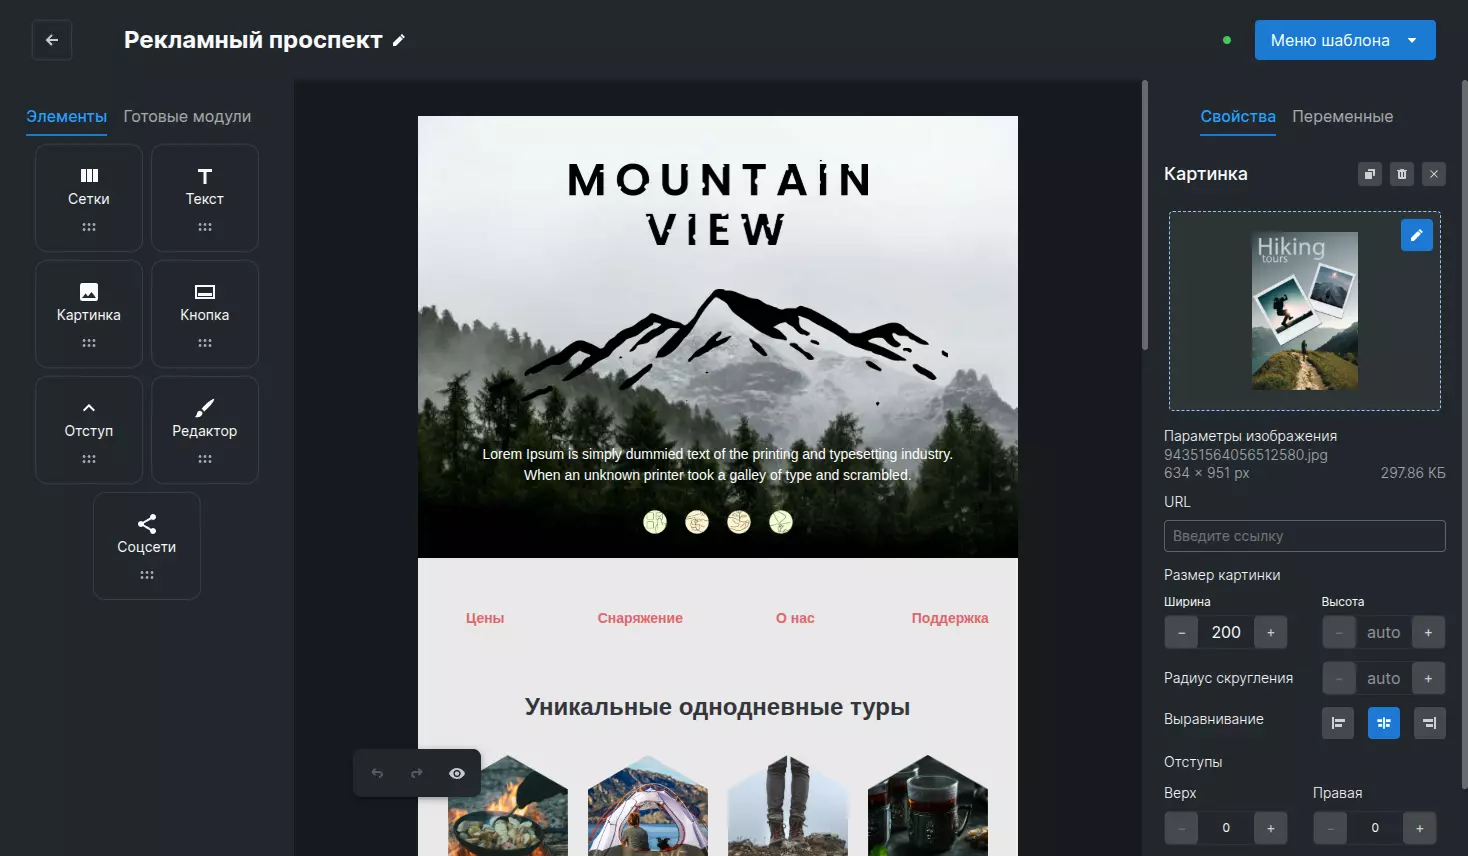 Рекламный проспект
Меню шаблона
Элементы
Готовые модули
Сетки
Текст
Картинка
Кнопка
Отступ
Редактор
Соцсети
MOUNTAIN
VIEW
Lorem Ipsum is simply dummied text of the printing and typesetting industry.
When an unknown printer took a galley of type and scrambled.
Цены
Снаряжение
О нас
Поддержка
Уникальные однодневные туры
Свойства
Переменные
Картинка
Hiking
tours
Параметры изображения
94351564056512580.jpg
634 × 951 px
297.86 КБ
URL
Введите ссылку
Размер картинки
Ширина
Высота
− 200 +
− auto +
Радиус скругления
− auto +
Выравнивание
Отступы
Верх
Правая
− 0 +
− 0 +